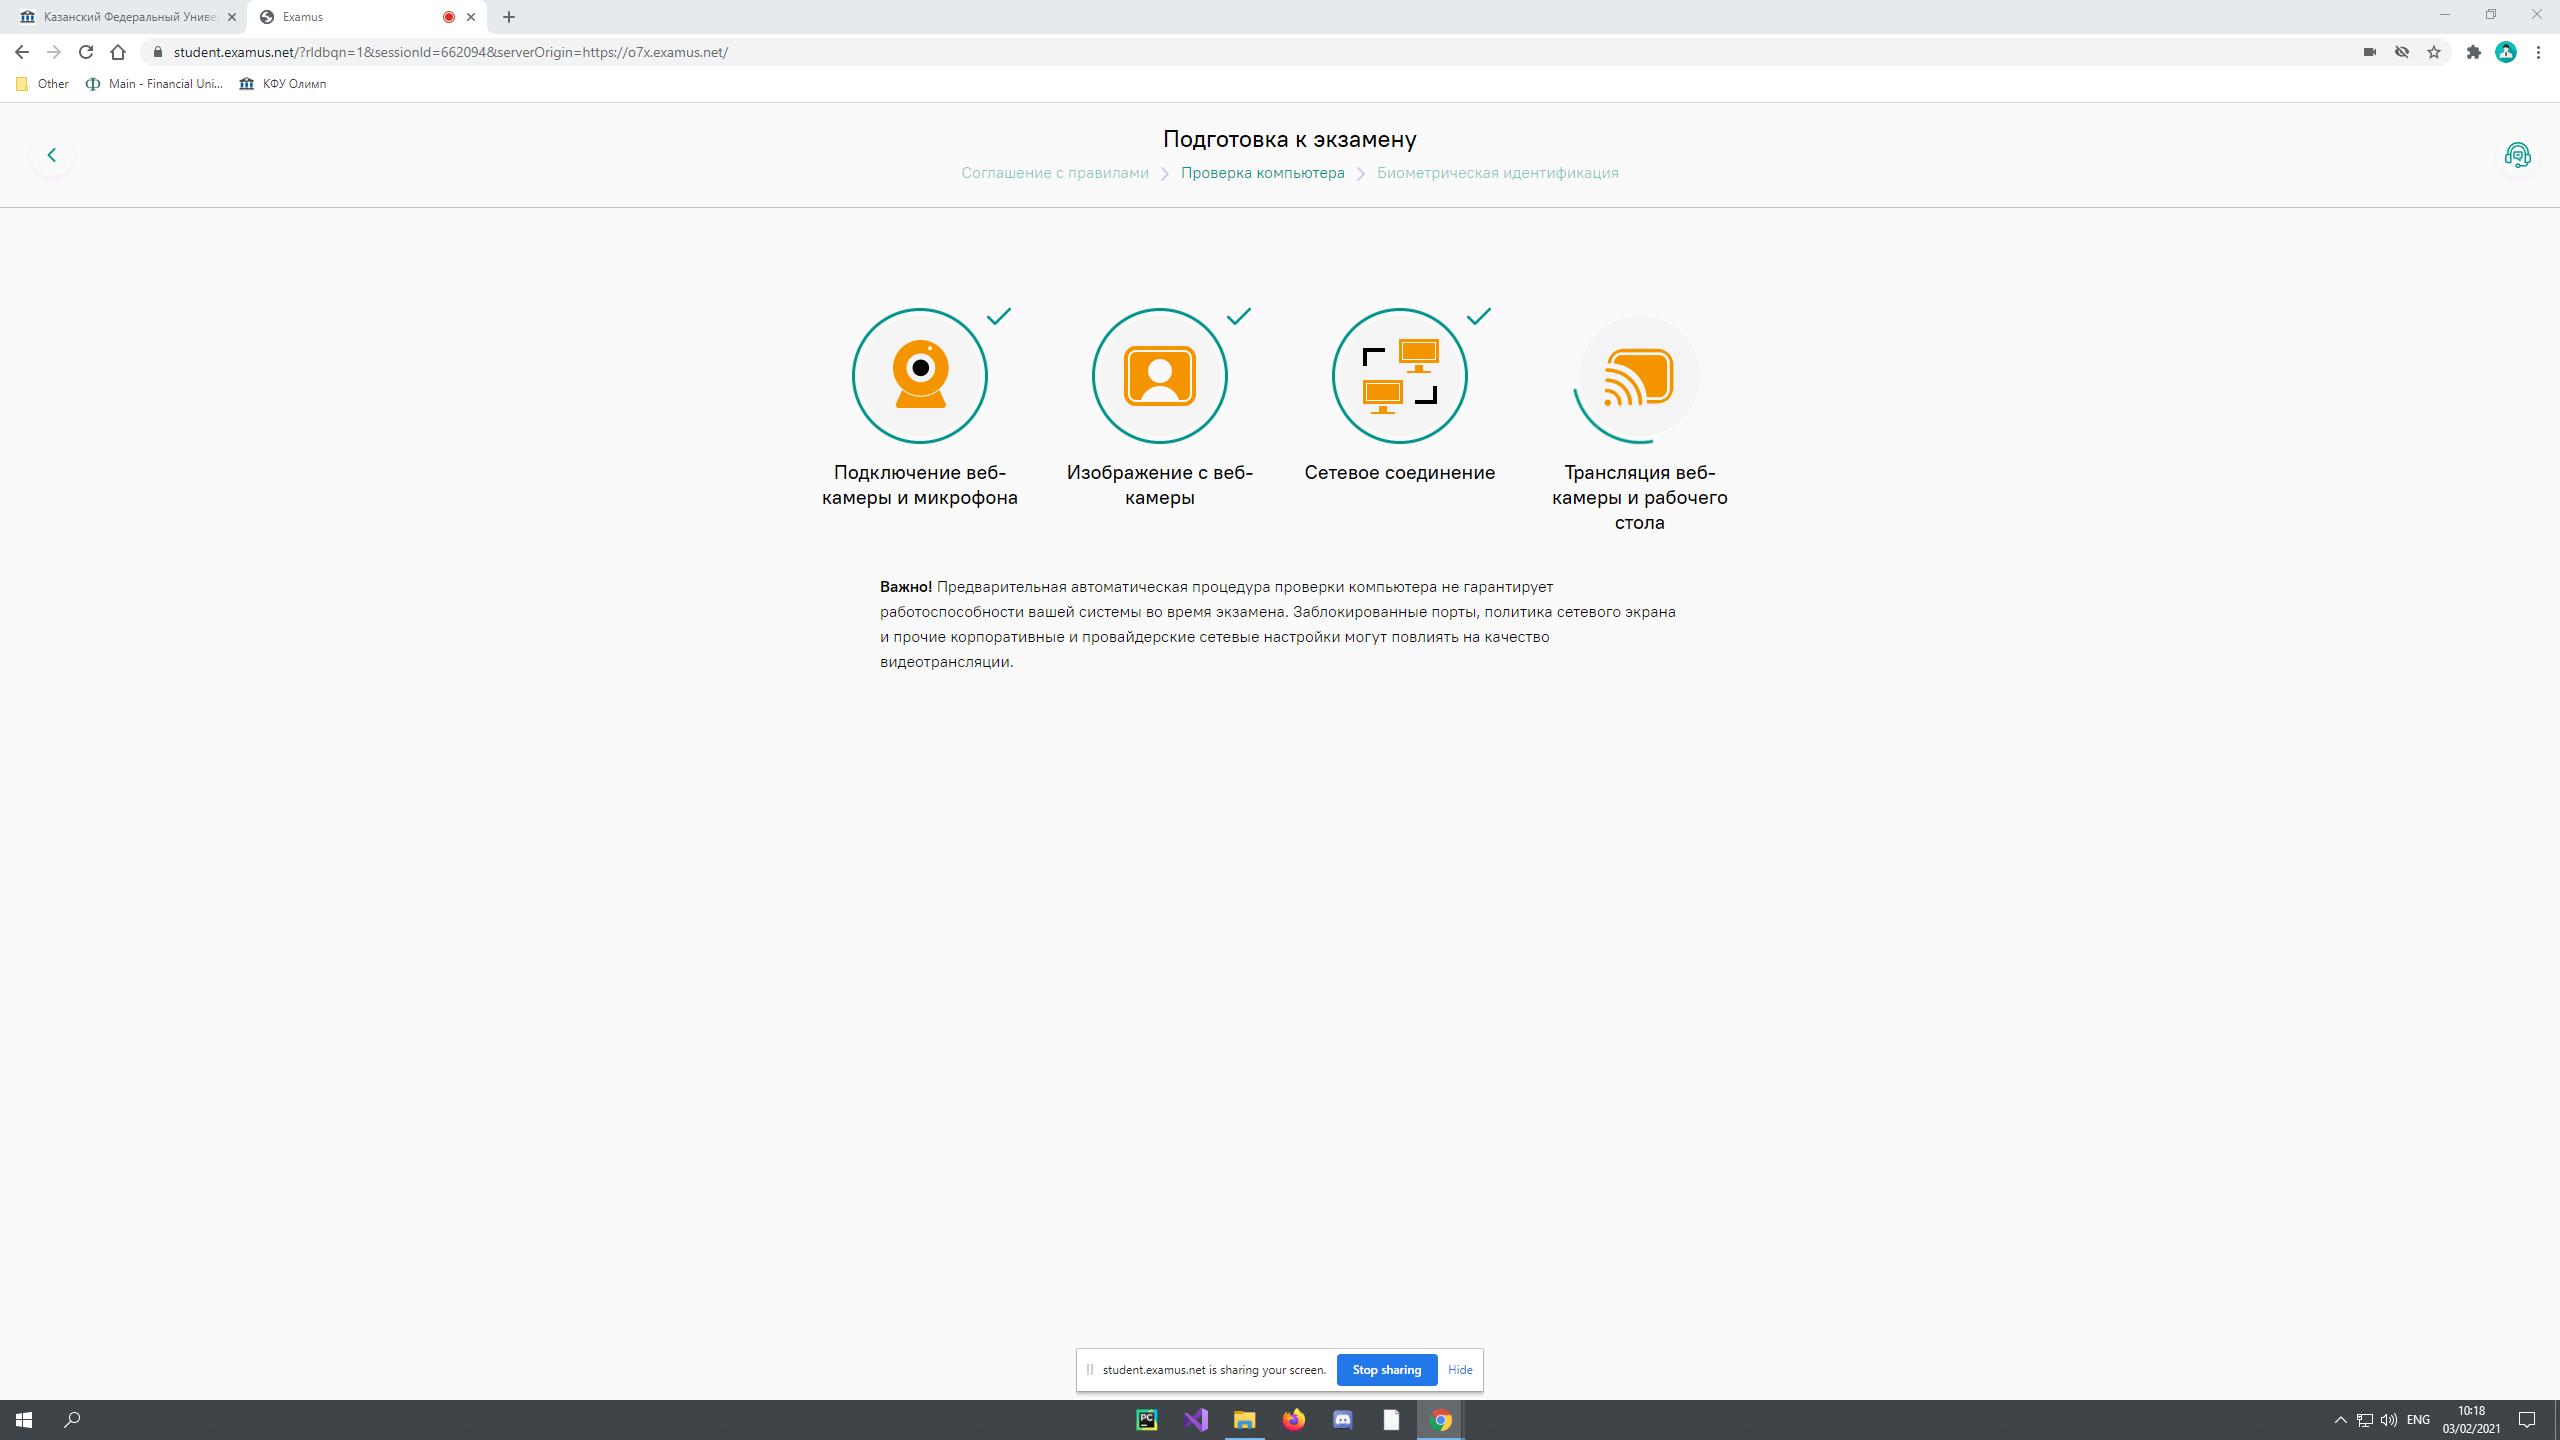 Казанский Федеральный Универ
Examus
student.examus.net/?rldbqn=1&sessionId=662094&serverOrigin=https://o7x.examus.net/
Other
Main - Financial Uni...
КФУ Олимп
Подготовка к экзамену
Соглашение с правилами
Проверка компьютера
Биометрическая идентификация
Подключение веб-
камеры и микрофона
Изображение с веб-
камеры
Сетевое соединение
Трансляция веб-
камеры и рабочего
стола
Важно! Предварительная автоматическая процедура проверки компьютера не гарантирует
работоспособности вашей системы во время экзамена. Заблокированные порты, политика сетевого экрана
и прочие корпоративные и провайдерские сетевые настройки могут повлиять на качество
видеотрансляции.
student.examus.net is sharing your screen.
Stop sharing
Hide
PC
ENG
10:18
03/02/2021